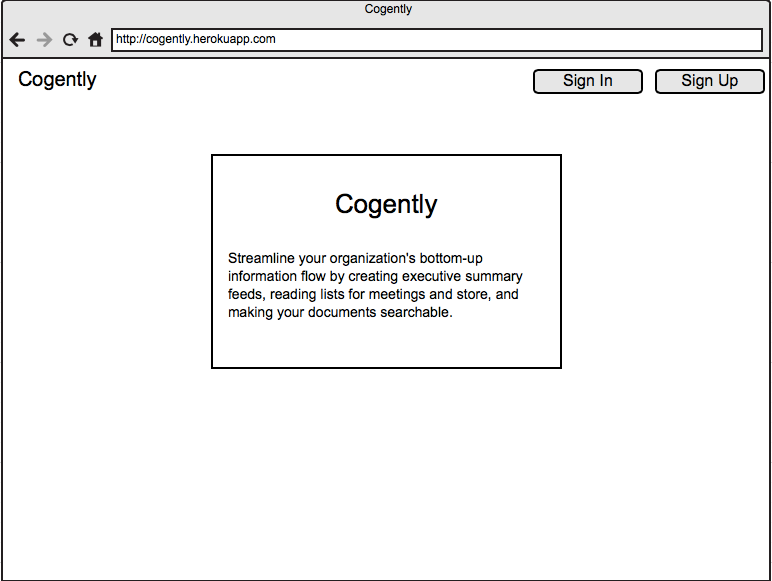 Cogently
http://cogently.herokuapp.com
Cogently
Sign In
Sign Up
Cogently
Streamline your organization's bottom-up
information flow by creating executive summary
feeds, reading lists for meetings and store, and
making your documents searchable.